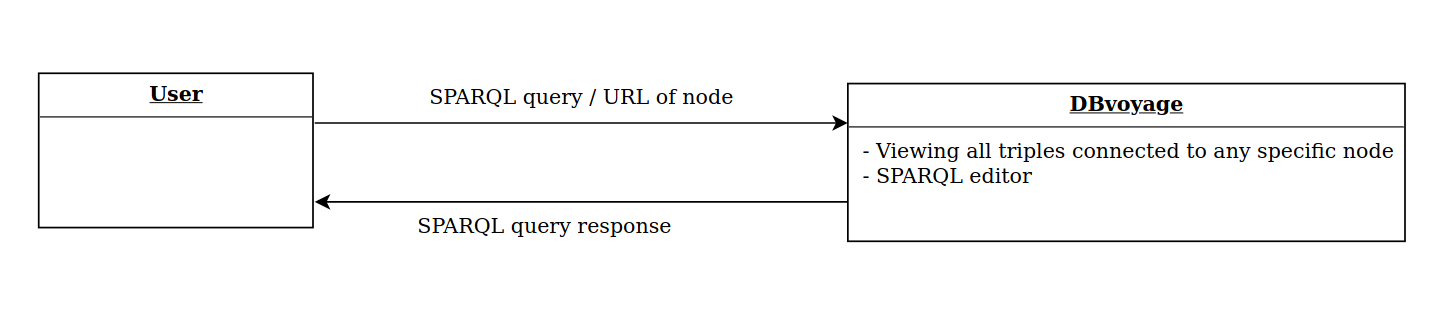 User
SPARQL query / URL of node
DBvoyage
- Viewing all triples connected to any specific node
- SPARQL editor
SPARQL query response